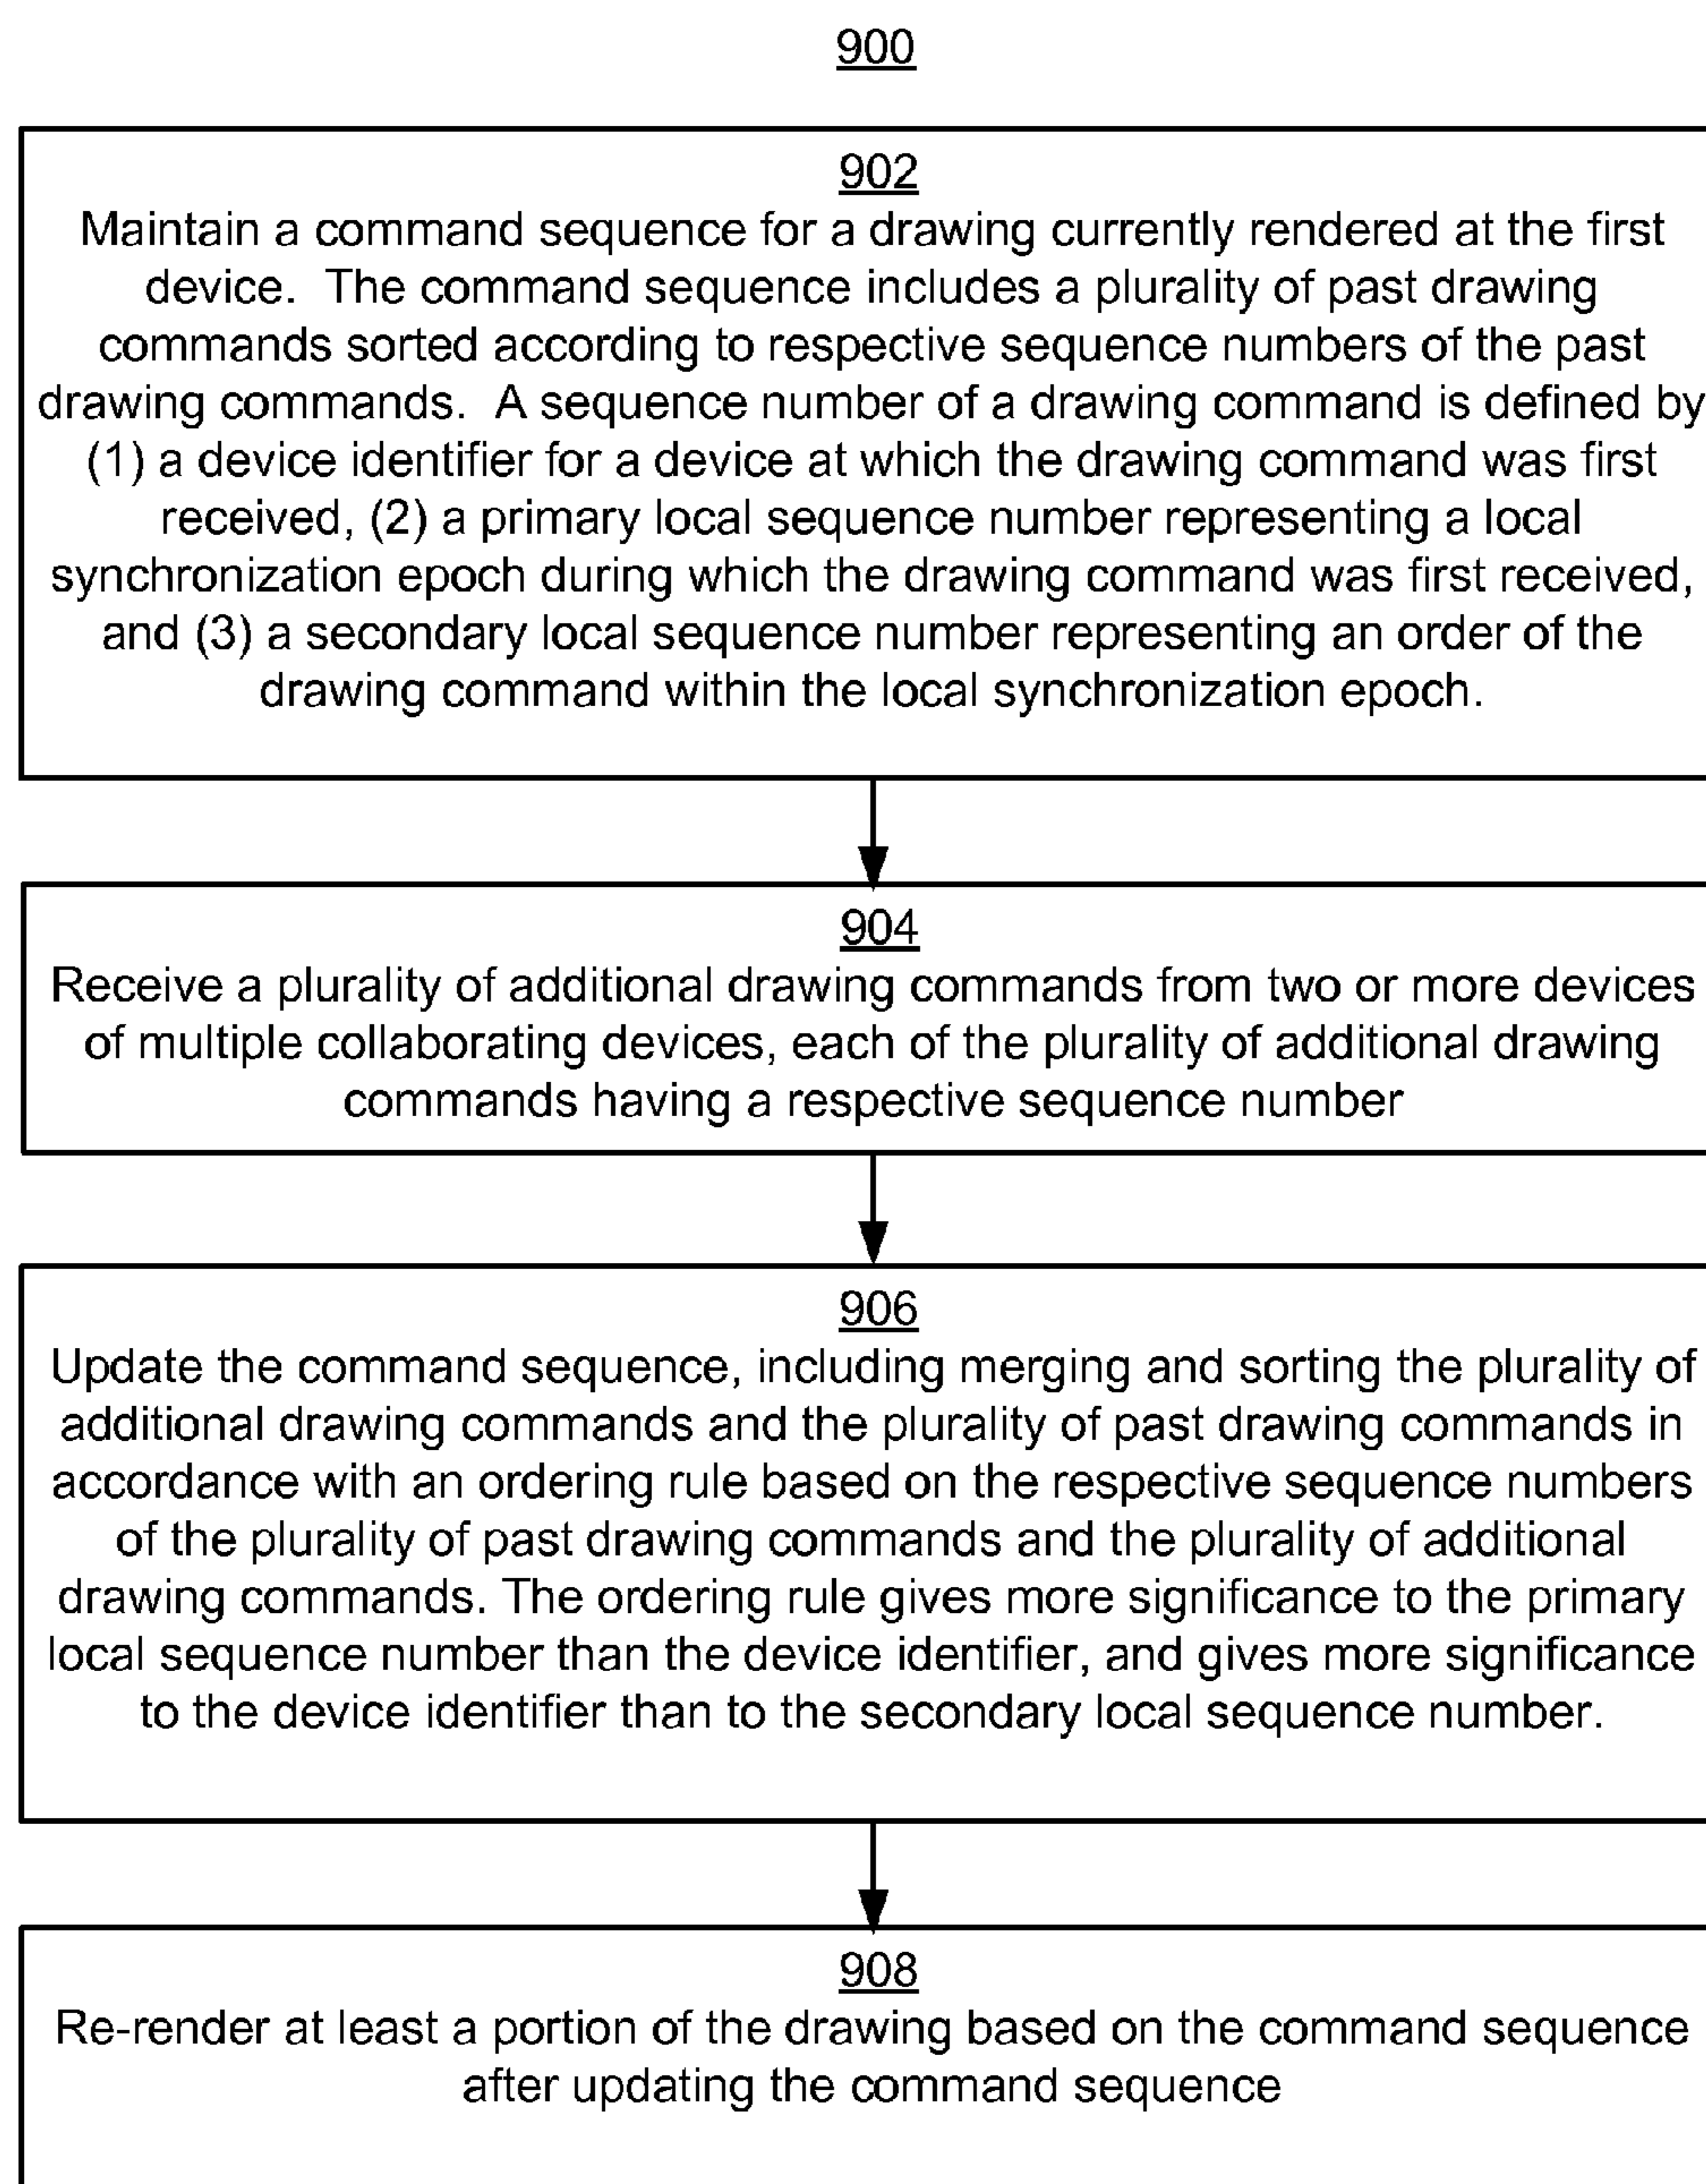 900
902
Maintain a command sequence for a drawing currently rendered at the first
device.  The command sequence includes a plurality of past drawing
commands sorted according to respective sequence numbers of the past
drawing commands.  A sequence number of a drawing command is defined by
(1) a device identifier for a device at which the drawing command was first
received, (2) a primary local sequence number representing a local
synchronization epoch during which the drawing command was first received,
and (3) a secondary local sequence number representing an order of the
drawing command within the local synchronization epoch.
904
Receive a plurality of additional drawing commands from two or more devices
of multiple collaborating devices, each of the plurality of additional drawing
commands having a respective sequence number
906
Update the command sequence, including merging and sorting the plurality of
additional drawing commands and the plurality of past drawing commands in
accordance with an ordering rule based on the respective sequence numbers
of the plurality of past drawing commands and the plurality of additional
drawing commands. The ordering rule gives more significance to the primary
local sequence number than the device identifier, and gives more significance
to the device identifier than to the secondary local sequence number.
908
Re-render at least a portion of the drawing based on the command sequence
after updating the command sequence